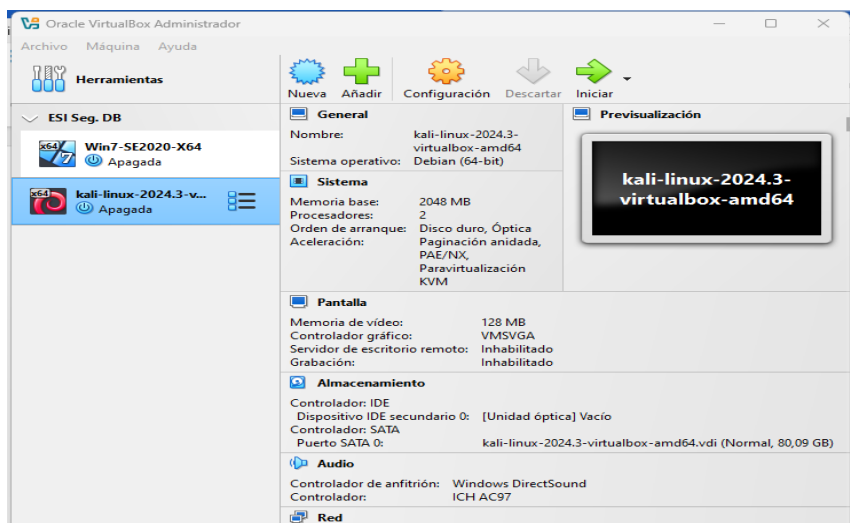 Oracle VirtualBox Administrador
Archivo Máquina Ayuda
Herramientas
Nueva Añadir Configuración Descartar Iniciar
ESI Seg. DB
x64
7
Win7-SE2020-X64
Apagada
x64
kali-linux-2024.3-v...
Apagada
General
Nombre: kali-linux-2024.3-
virtualbox-amd64
Sistema operativo: Debian (64-bit)
Previsualización
kali-linux-2024.3-
virtualbox-amd64
Sistema
Memoria base: 2048 MB
Procesadores: 2
Orden de arranque: Disco duro, Óptica
Aceleración: Paginación anidada,
PAE/NX,
Paravirtualización
KVM
Pantalla
Memoria de vídeo: 128 MB
Controlador gráfico: VMSVGA
Servidor de escritorio remoto: Inhabilitado
Grabación: Inhabilitado
Almacenamiento
Controlador: IDE
Dispositivo IDE secundario 0: [Unidad óptica] Vacío
Controlador: SATA
Puerto SATA 0: kali-linux-2024.3-virtualbox-amd64.vdi (Normal, 80,09 GB)
Audio
Controlador de anfitrión: Windows DirectSound
Controlador: ICH AC97
Red